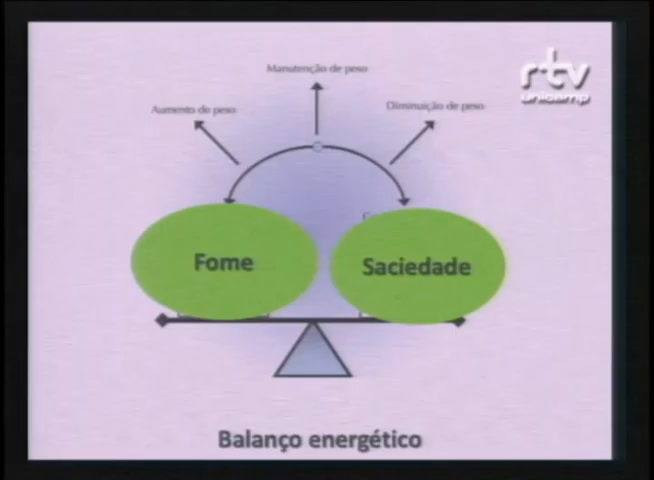 rtv
unicamp
Manutenção de peso
Aumento de peso
Diminuição de peso
Fome
Saciedade
Balanço energético